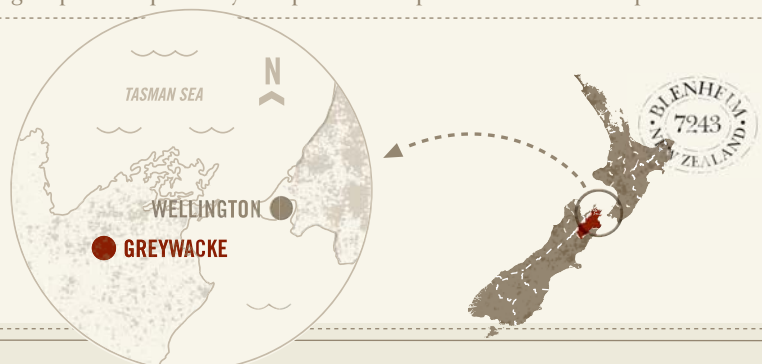 N
TASMAN SEA
WELLINGTON
GREYWACKE
BLENHEIM
7243
NEW ZEALAND